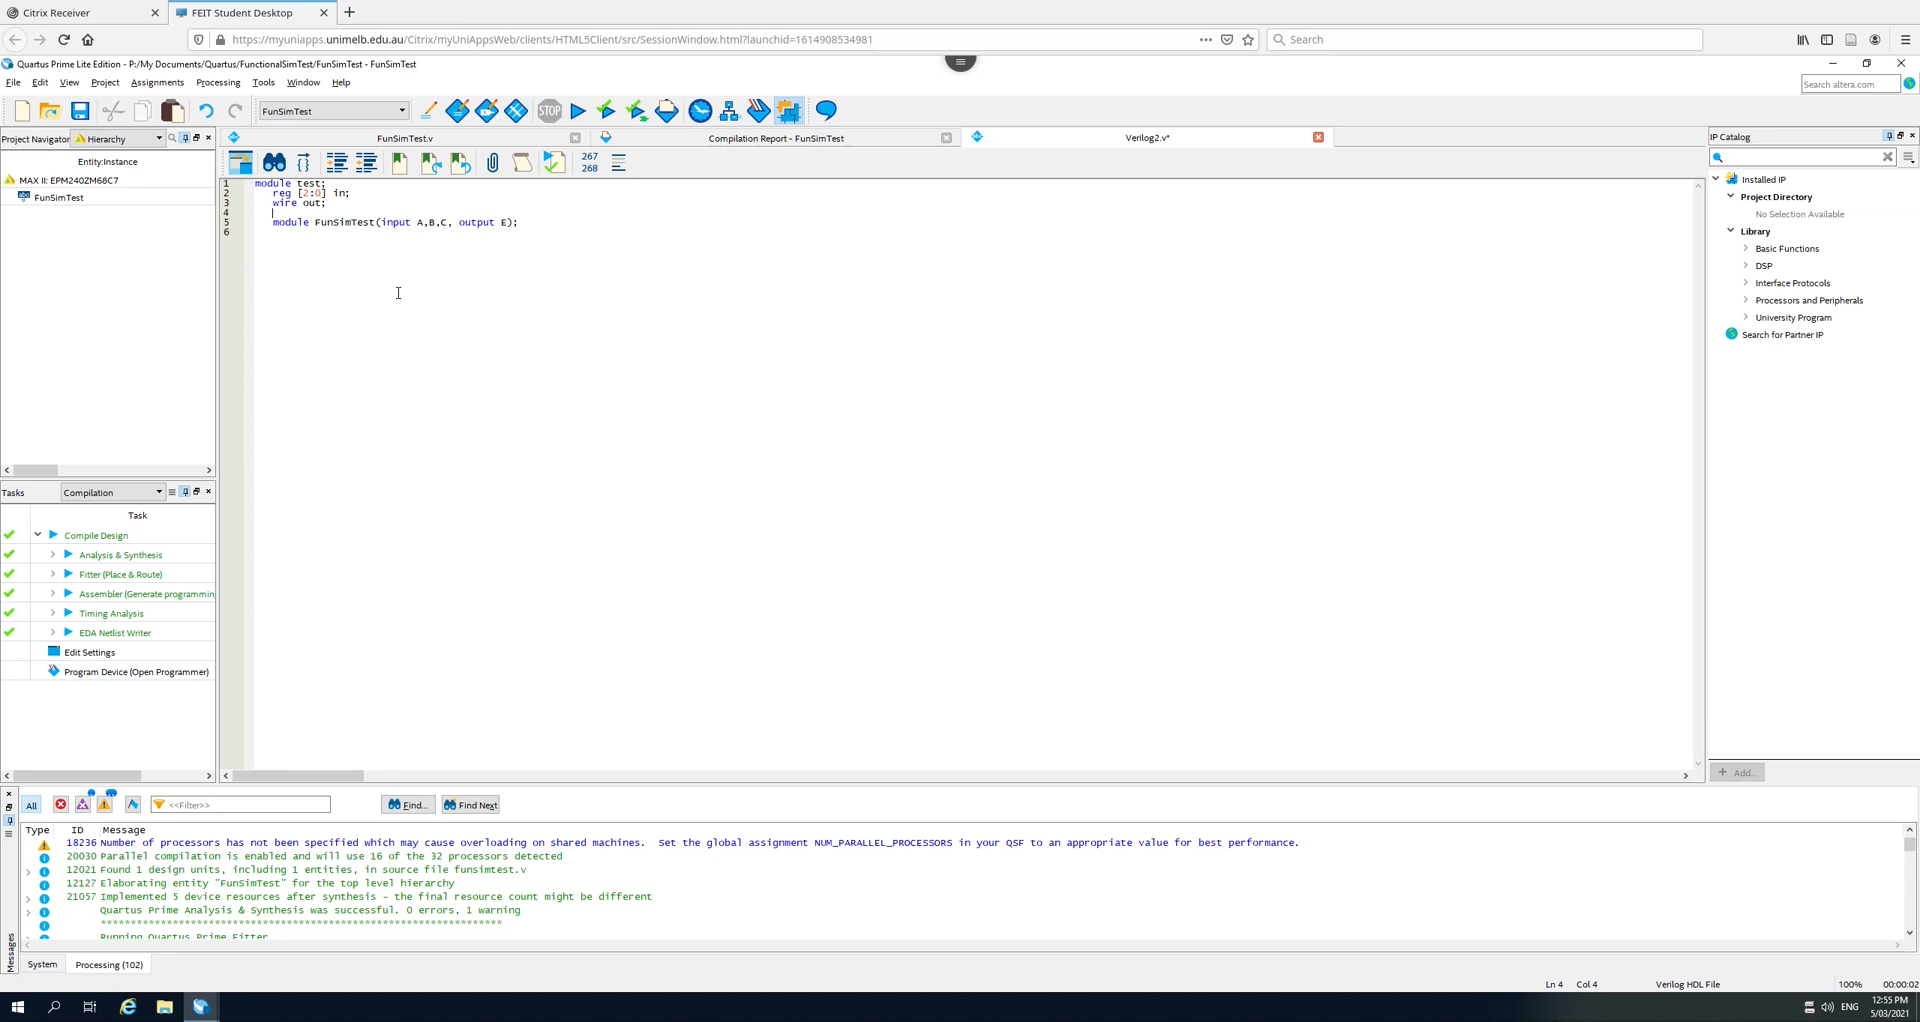 Citrix Receiver
FEIT Student Desktop
https://myuniapps.unimelb.edu.au/Citrix/myUniAppsWeb/clients/HTML5Client/src/SessionWindow.html?launchid=1614908534981
Search
Quartus Prime Lite Edition - P:/My Documents/Quartus/FunctionalSimTest/FunSimTest - FunSimTest
File Edit View Project Assignments Processing Tools Window Help
Search altera.com
FunSimTest
STOP
Project Navigator Hierarchy
FunSimTest.v
Compilation Report - FunSimTest
Verilog2.v*
IP Catalog
Entity:Instance
MAX II: EPM240ZM68C7
FunSimTest
267
268
1 module test;
2 reg [2:0] in;
3 wire out;
4
5 module FunSimTest(input A,B,C, output E);
6
Installed IP
Project Directory
No Selection Available
Library
Basic Functions
DSP
Interface Protocols
Processors and Peripherals
University Program
Search for Partner IP
+ Add...
Tasks Compilation
Task
Compile Design
Analysis & Synthesis
Fitter (Place & Route)
Assembler (Generate programmin
Timing Analysis
EDA Netlist Writer
Edit Settings
Program Device (Open Programmer)
All <<Filter>> Find... Find Next
Type ID Message
18236 Number of processors has not been specified which may cause overloading on shared machines. Set the global assignment NUM_PARALLEL_PROCESSORS in your QSF to an appropriate value for best performance.
20030 Parallel compilation is enabled and will use 16 of the 32 processors detected
12021 Found 1 design units, including 1 entities, in source file funsimtest.v
12127 Elaborating entity "FunSimTest" for the top level hierarchy
21057 Implemented 5 device resources after synthesis - the final resource count might be different
Quartus Prime Analysis & Synthesis was successful. 0 errors, 1 warning
*******************************************************************
Running Quartus Prime Fitter
Messages
System Processing (102)
Ln 4 Col 4 Verilog HDL File 100% 00:00:02
ENG
12:55 PM
5/03/2021